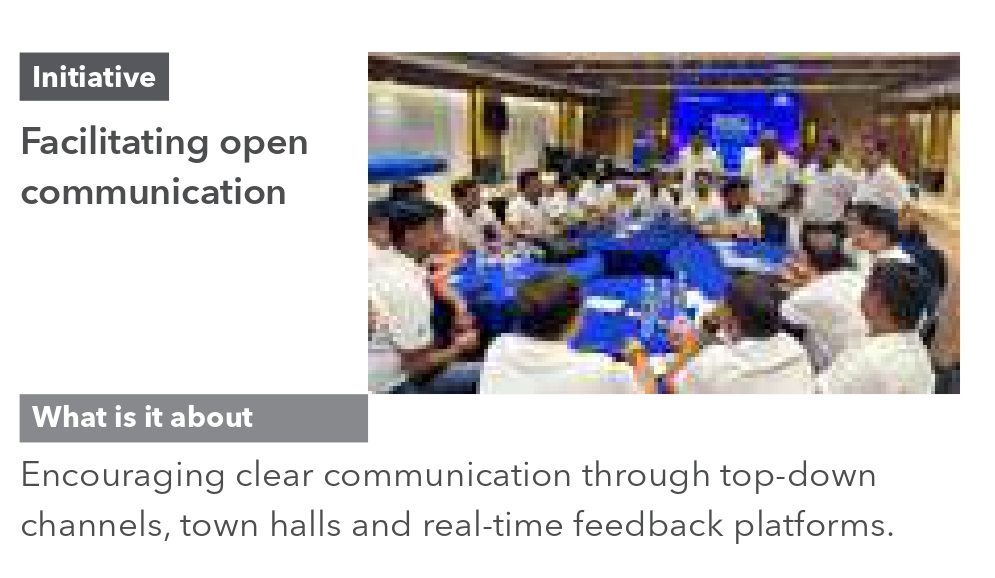 Initiative
Facilitating open
communication
What is it about
Encouraging clear communication through top-down
channels, town halls and real-time feedback platforms.